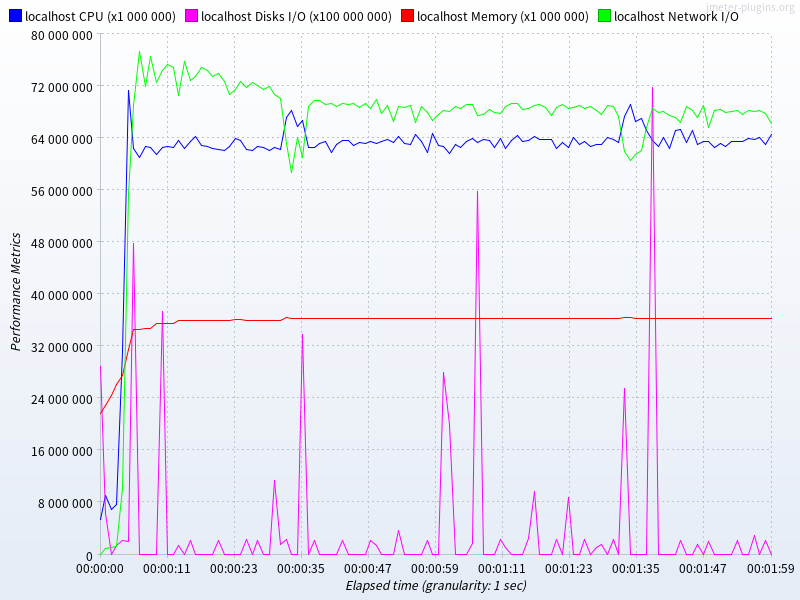 jmeter-plugins.org
localhost CPU (x1 000 000) localhost Disks I/O (x100 000 000) localhost Memory (x1 000 000) localhost Network I/O
80 000 000
72 000 000
64 000 000
56 000 000
48 000 000
40 000 000
32 000 000
24 000 000
16 000 000
8 000 000
0
Performance Metrics
00:00:00 00:00:11 00:00:23 00:00:35 00:00:47 00:00:59 00:01:11 00:01:23 00:01:35 00:01:47 00:01:59
Elapsed time (granularity: 1 sec)